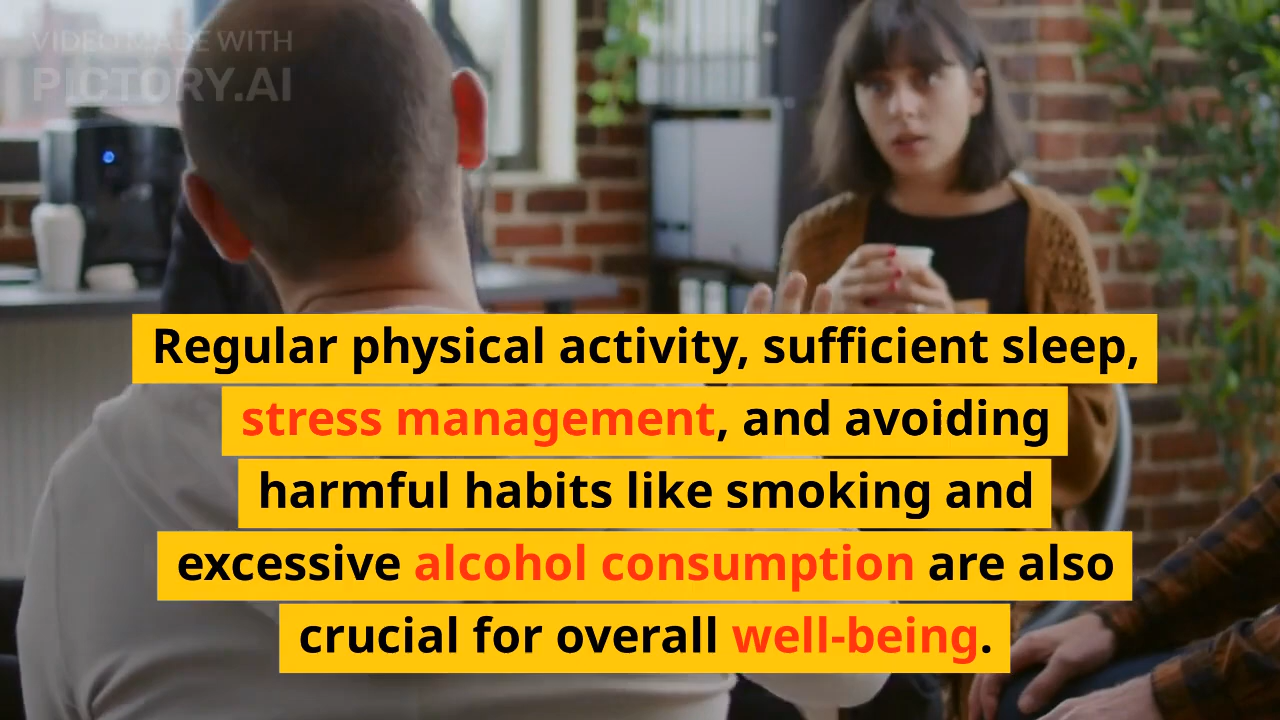 VIDEO MADE WITH
PICTORY.AI
Regular physical activity, sufficient sleep,
stress management, and avoiding
harmful habits like smoking and
excessive alcohol consumption are also
crucial for overall well-being.